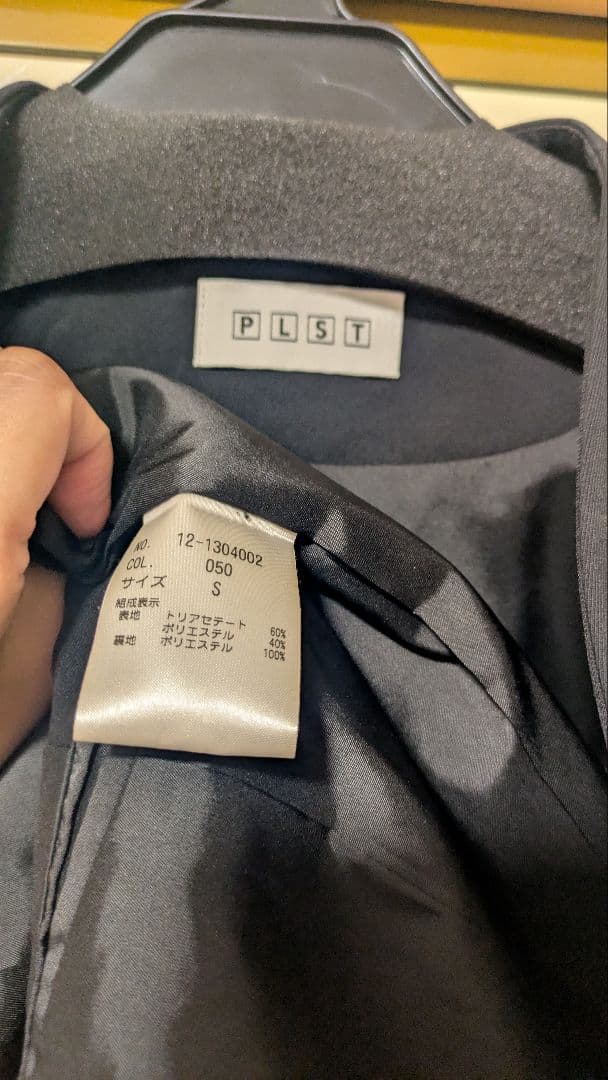 PLST
NO. 12-1304002
COL. 050
サイズ S
組成表示
表地 トリアセテート 60%
ポリエステル 40%
裏地 ポリエステル 100%